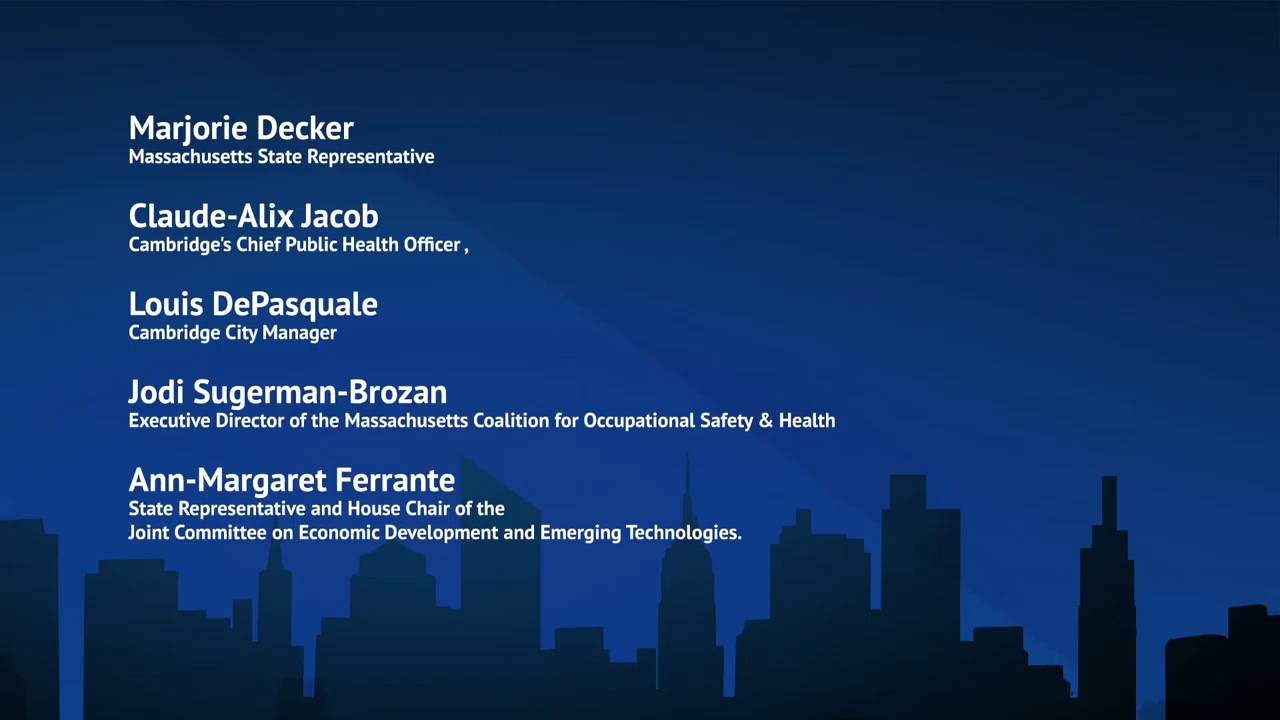 Marjorie Decker
Massachusetts State Representative
Claude-Alix Jacob
Cambridge's Chief Public Health Officer ,
Louis DePasquale
Cambridge City Manager
Jodi Sugerman-Brozan
Executive Director of the Massachusetts Coalition for Occupational Safety & Health
Ann-Margaret Ferrante
State Representative and House Chair of the
Joint Committee on Economic Development and Emerging Technologies.